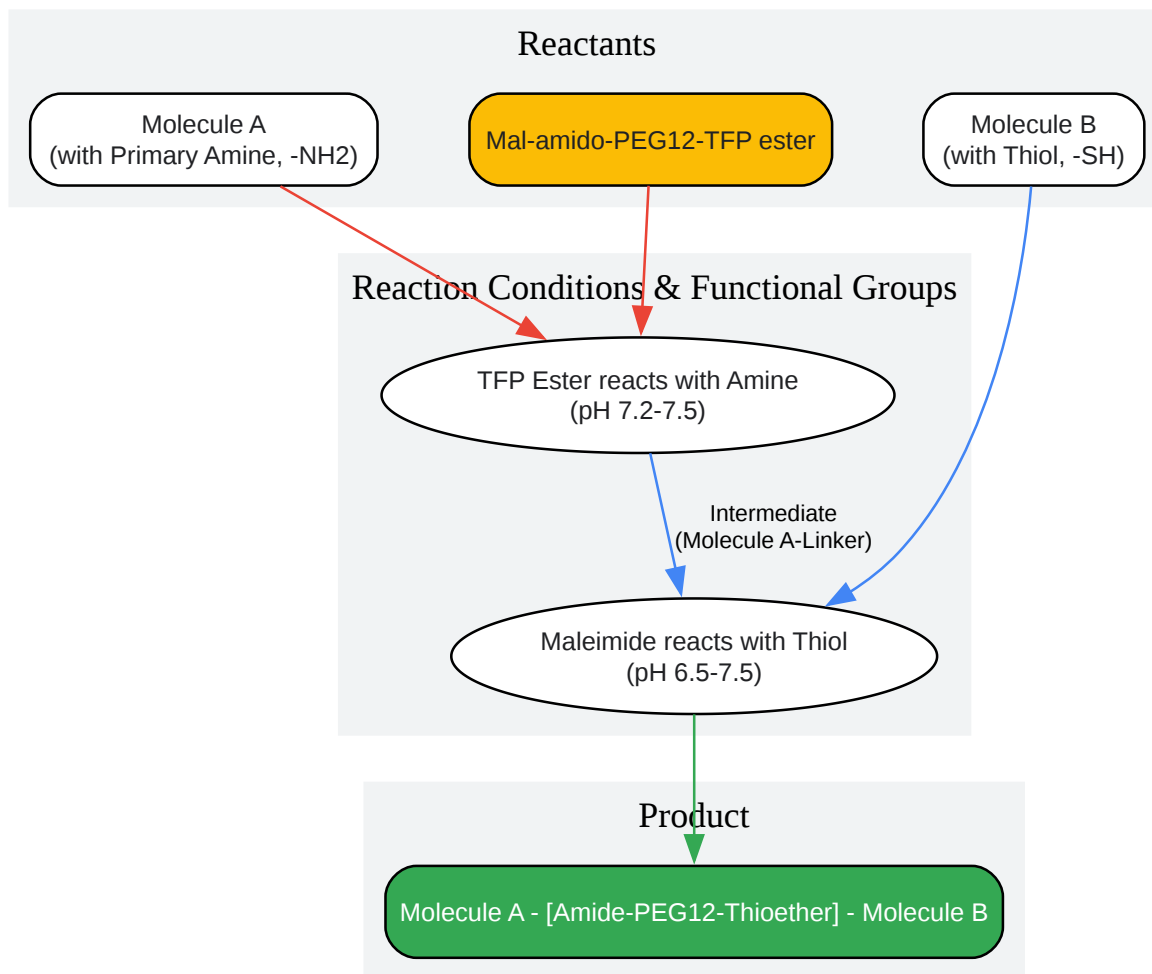 Reactants
Molecule A
(with Primary Amine, -NH2)
Mal-amido-PEG12-TFP ester
Molecule B
(with Thiol, -SH)
Reaction Conditions & Functional Groups
TFP Ester reacts with Amine
(pH 7.2-7.5)
Intermediate
(Molecule A-Linker)
Maleimide reacts with Thiol
(pH 6.5-7.5)
Product
Molecule A - [Amide-PEG12-Thioether] - Molecule B